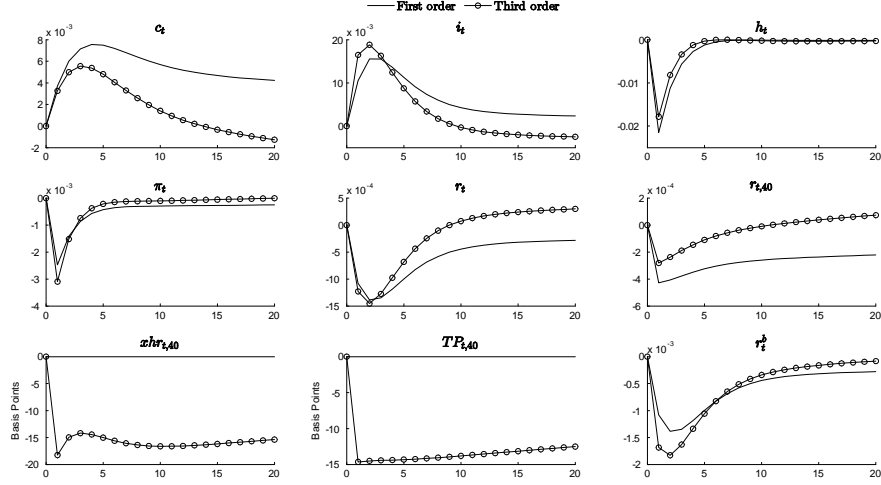 First order Third order
c_t
i_t
h_t
x 10^-3
8
6
4
2
0
-2
0 5 10 15 20
x 10^-3
20
10
0
-10
0 5 10 15 20
0
-0.01
-0.02
0 5 10 15 20
π_t
r_t
r_{t,40}
x 10^-3
0
-1
-2
-3
-4
0 5 10 15 20
x 10^-4
5
0
-5
-10
-15
0 5 10 15 20
x 10^-4
2
0
-2
-4
-6
0 5 10 15 20
xhr_{t,40}
TP_{t,40}
r_t^b
Basis Points
0
-5
-10
-15
-20
0 5 10 15 20
Basis Points
0
-5
-10
-15
0 5 10 15 20
x 10^-3
0
-0.5
-1
-1.5
-2
0 5 10 15 20